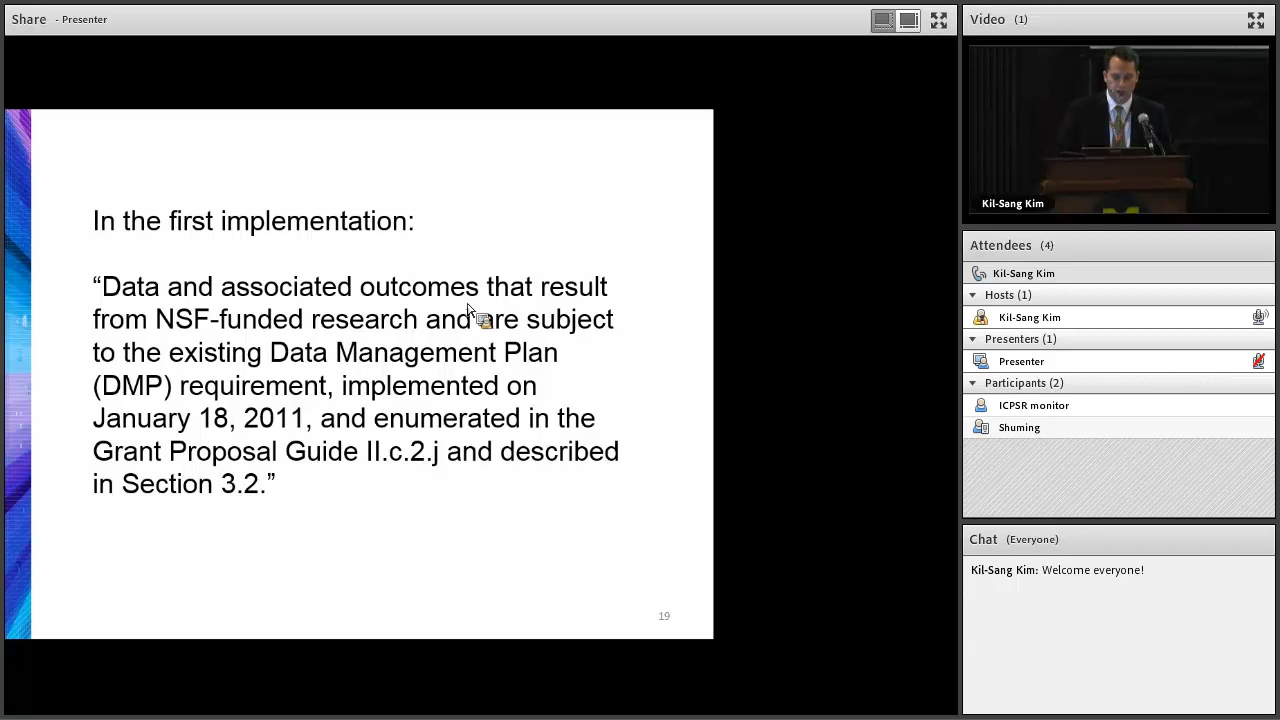 Share - Presenter
In the first implementation:
“Data and associated outcomes that result
from NSF-funded research and are subject
to the existing Data Management Plan
(DMP) requirement, implemented on
January 18, 2011, and enumerated in the
Grant Proposal Guide II.c.2.j and described
in Section 3.2.”
19
Video (1)
Kil-Sang Kim
Attendees (4)
Kil-Sang Kim
Hosts (1)
Kil-Sang Kim
Presenters (1)
Presenter
Participants (2)
ICPSR monitor
Shuming
Chat (Everyone)
Kil-Sang Kim: Welcome everyone!